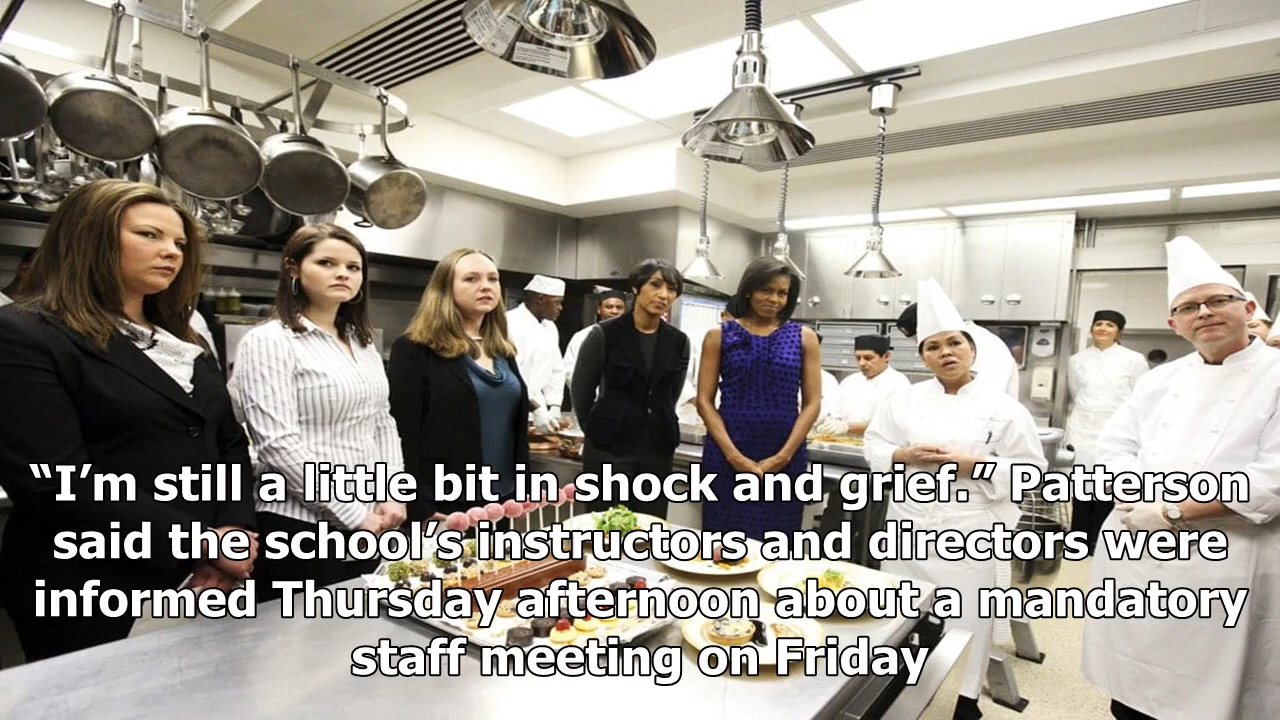 “I’m still a little bit in shock and grief.” Patterson
said the school’s instructors and directors were
informed Thursday afternoon about a mandatory
staff meeting on Friday